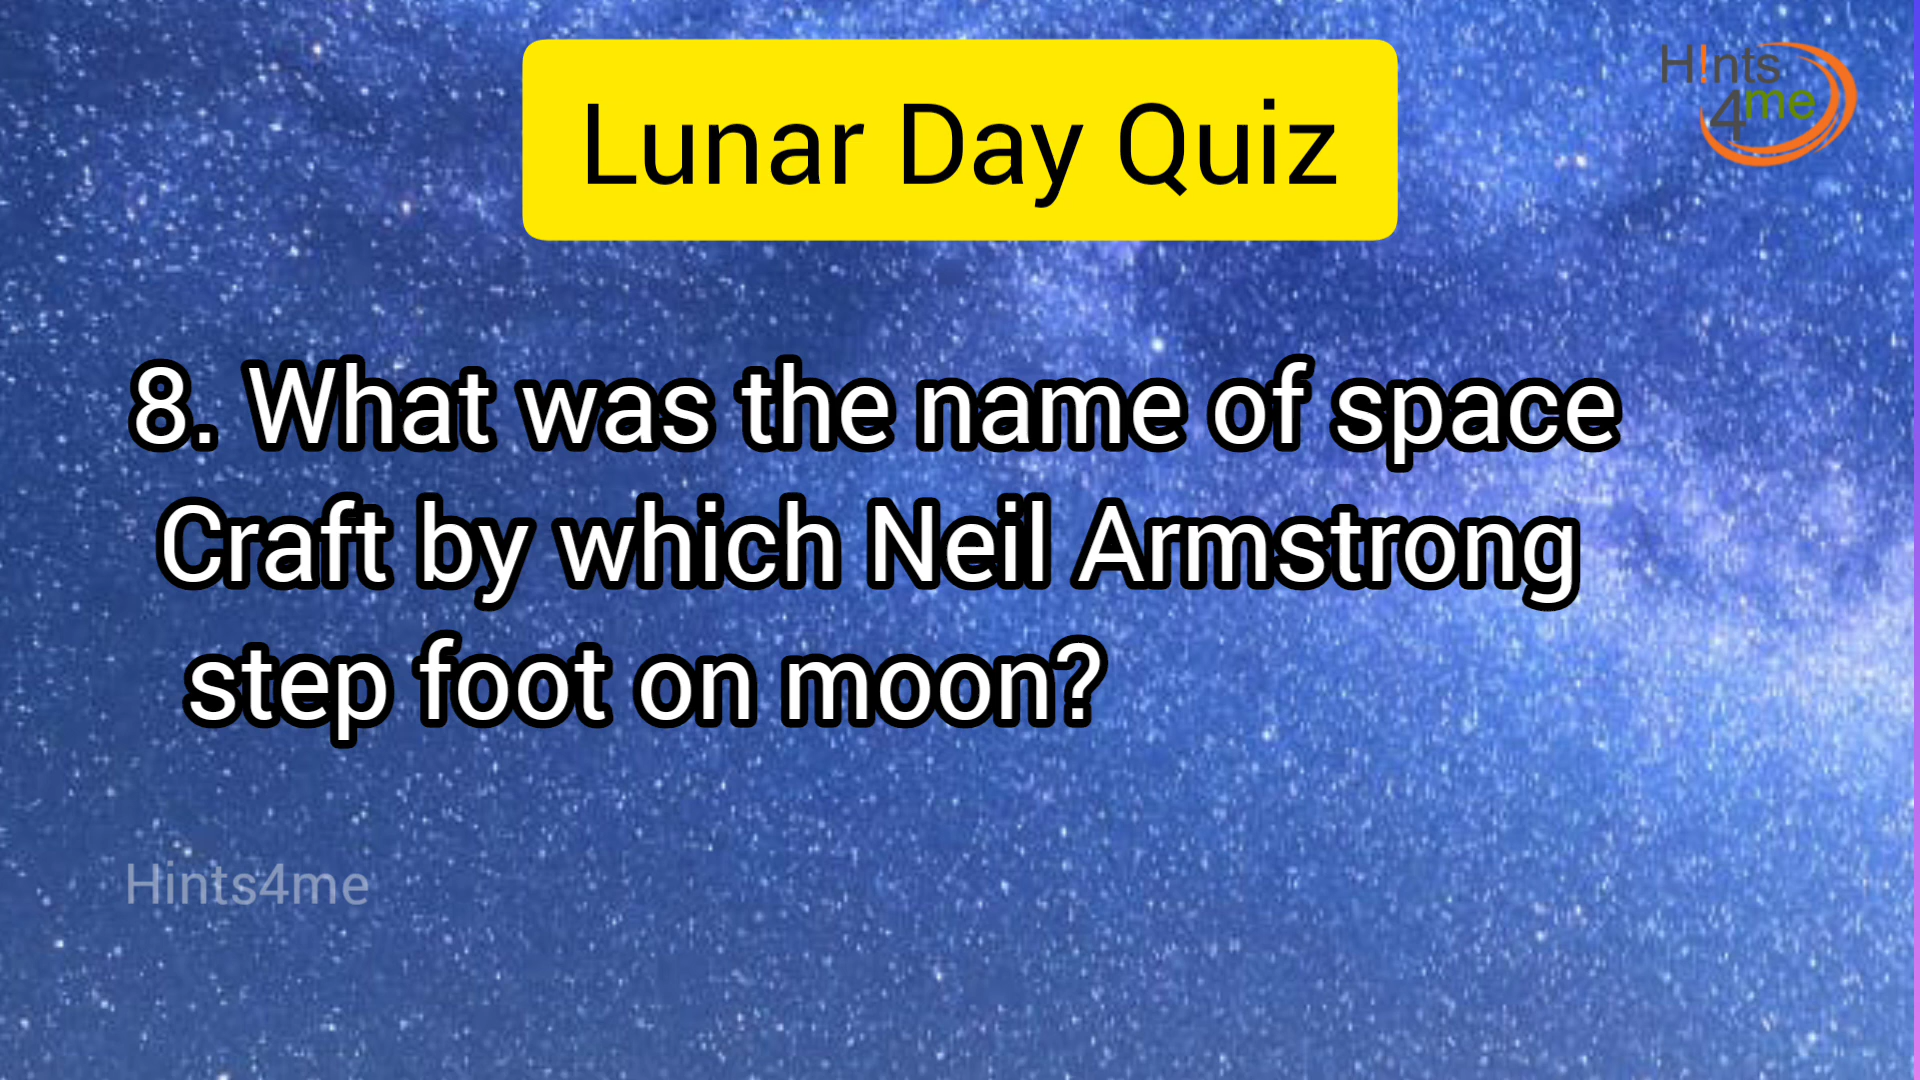 Lunar Day Quiz
H!nts
4me
8. What was the name of space
Craft by which Neil Armstrong
step foot on moon?
Hints4me